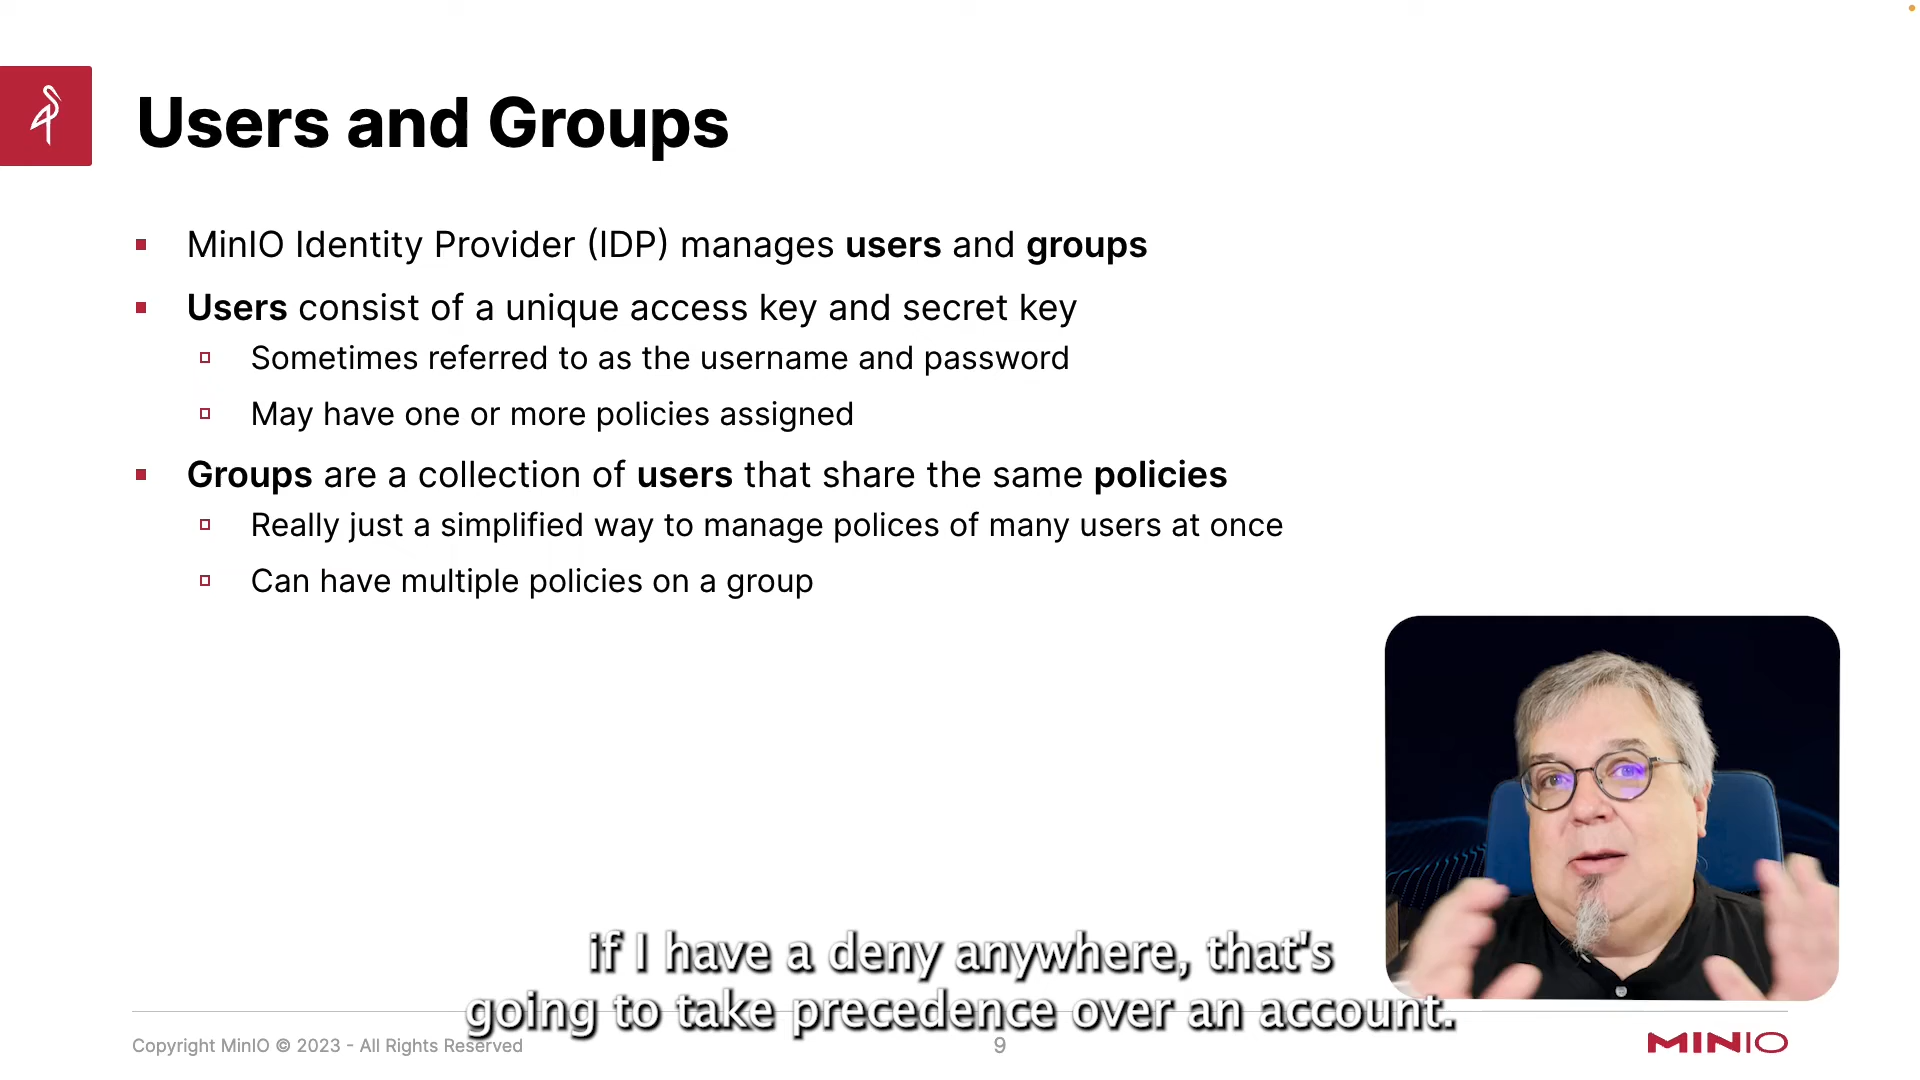 Users and Groups
MinIO Identity Provider (IDP) manages users and groups
Users consist of a unique access key and secret key
Sometimes referred to as the username and password
May have one or more policies assigned
Groups are a collection of users that share the same policies
Really just a simplified way to manage polices of many users at once
Can have multiple policies on a group
if I have a deny anywhere, that's
going to take precedence over an account.
Copyright MinIO © 2023 - All Rights Reserved
9
MINIO